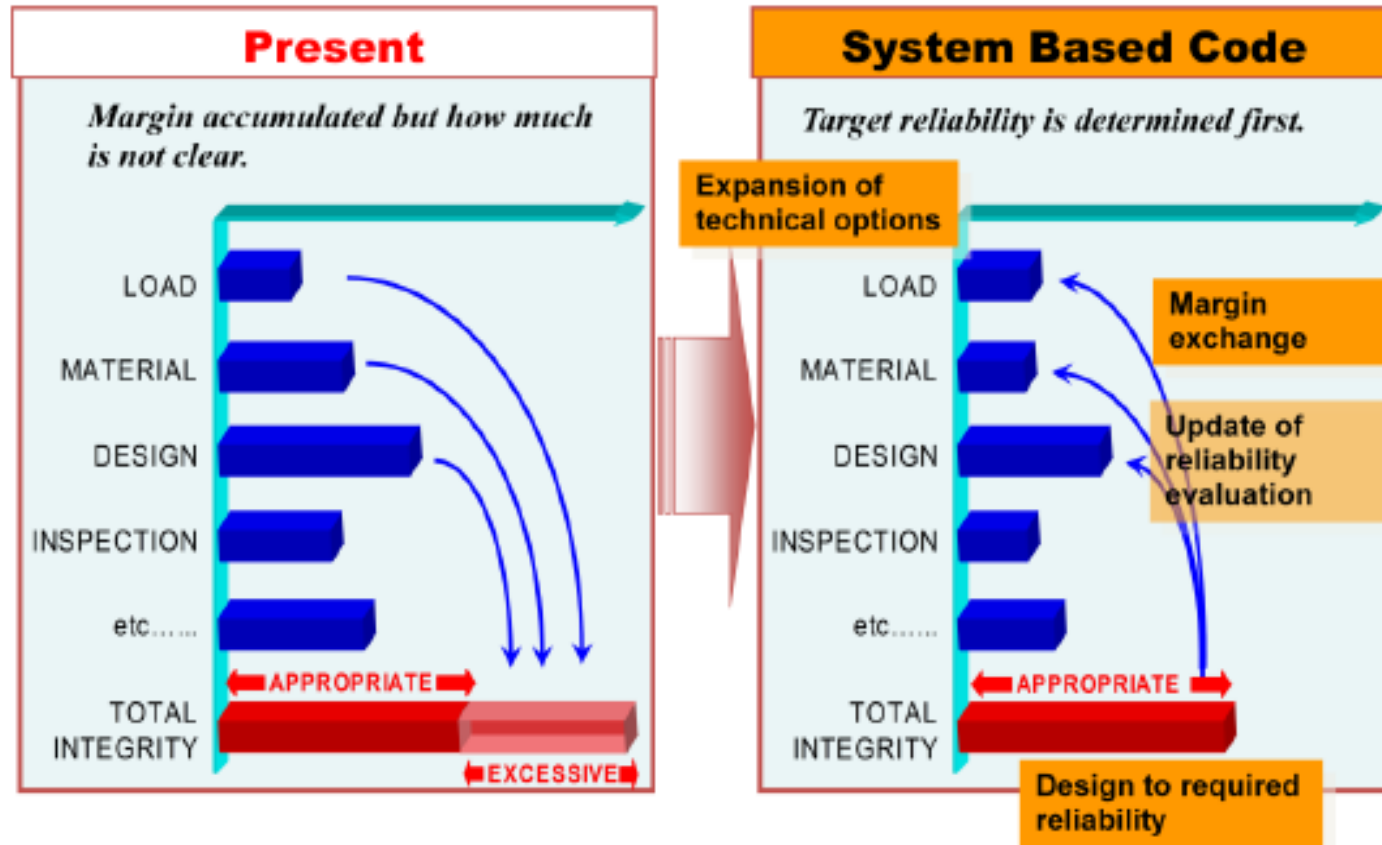 Present
Margin accumulated but how much
is not clear.
LOAD
MATERIAL
DESIGN
INSPECTION
etc......
APPROPRIATE
TOTAL
INTEGRITY
EXCESSIVE
System Based Code
Target reliability is determined first.
Expansion of
technical options
LOAD
Margin
exchange
MATERIAL
Update of
reliability
evaluation
DESIGN
INSPECTION
etc......
APPROPRIATE
TOTAL
INTEGRITY
Design to required
reliability